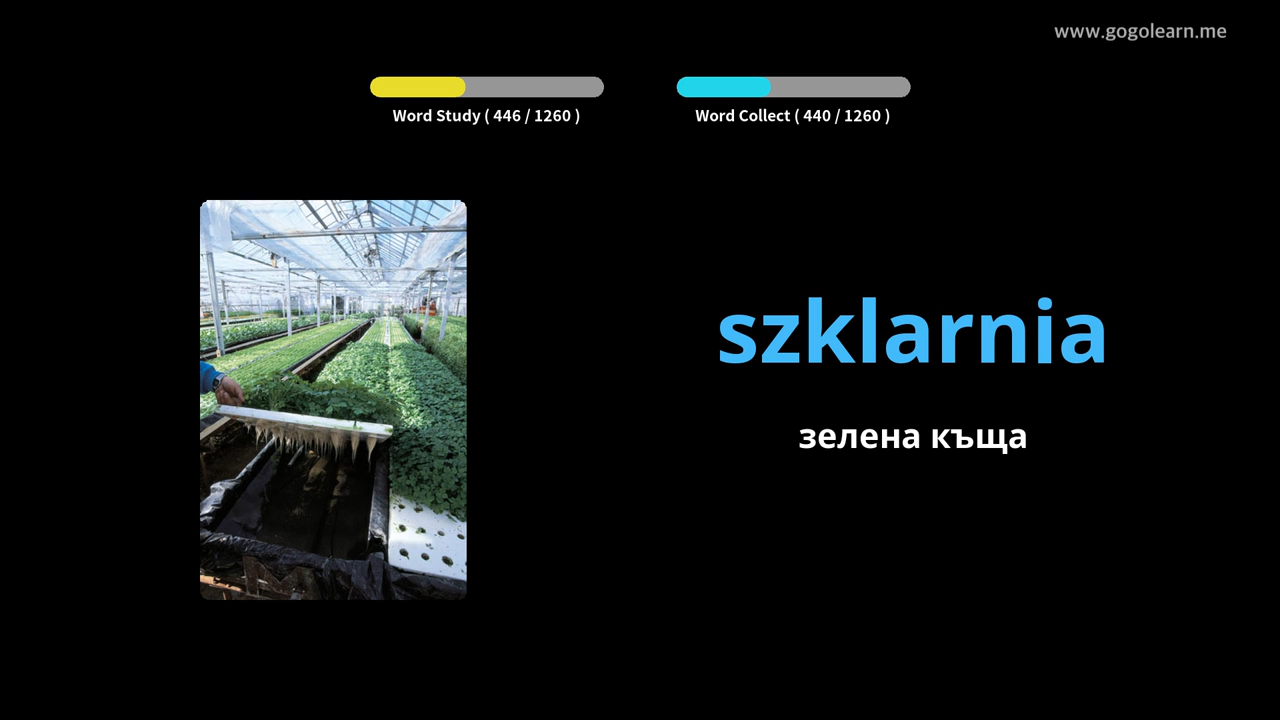 www.gogolearn.me
Word Study ( 446 / 1260 )
Word Collect ( 440 / 1260 )
szklarnia
зелена къща